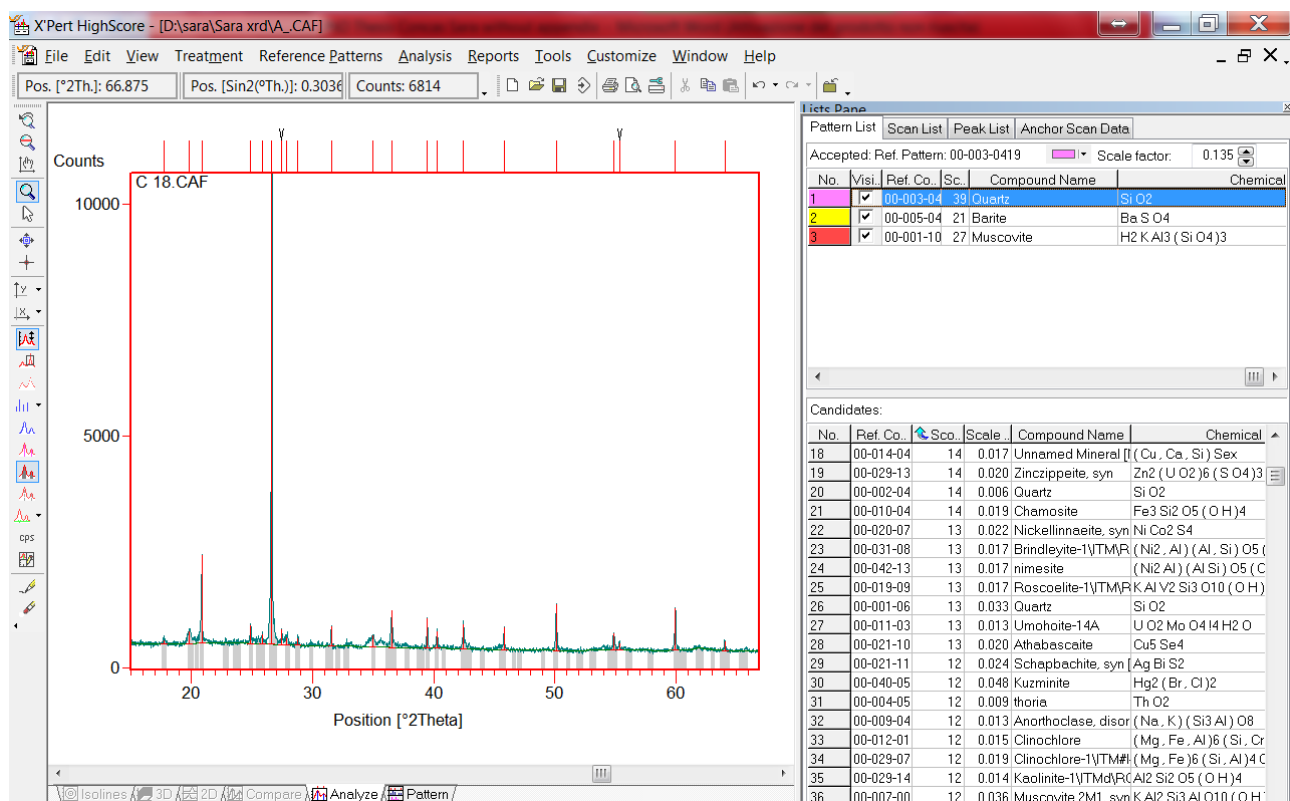 X'Pert HighScore - [D:\sara\Sara xrd\A_.CAF]
File Edit View Treatment Reference Patterns Analysis Reports Tools Customize Window Help
Pos. [°2Th.]: 66.875 Pos. [Sin2(°Th.)]: 0.3036 Counts: 6814
Lists Pane
Pattern List Scan List Peak List Anchor Scan Data
Accepted: Ref. Pattern: 00-003-0419 Scale factor: 0.135
No. Visi.. Ref. Co.. Sc.. Compound Name Chemical
1 00-003-04 39 Quartz Si O2
2 00-005-04 21 Barite Ba S O4
3 00-001-10 27 Muscovite H2 K Al3 ( Si O4 )3
Counts
C 18.CAF
10000
5000
0
20 30 40 50 60
Position [°2Theta]
cps
Candidates:
No. Ref. Co.. Sco.. Scale .. Compound Name Chemical
18 00-014-04 14 0.017 Unnamed Mineral [ ( Cu , Ca , Si ) Sex
19 00-029-13 14 0.020 Zinczippeite, syn Zn2 ( U O2 )6 ( S O4 )3
20 00-002-04 14 0.006 Quartz Si O2
21 00-010-04 14 0.019 Chamosite Fe3 Si2 O5 ( O H )4
22 00-020-07 13 0.022 Nickellinnaeite, syn Ni Co2 S4
23 00-031-08 13 0.017 Brindleyite-1\ITM\R ( Ni2 , Al ) ( Al , Si ) O5 (
24 00-042-13 13 0.017 nimesite ( Ni2 Al ) ( Al Si ) O5 ( O
25 00-019-09 13 0.017 Roscoelite-1\ITM\R K Al V2 Si3 O10 ( O H )
26 00-001-06 13 0.033 Quartz Si O2
27 00-011-03 13 0.013 Umohoite-14A U O2 Mo O4 !4 H2 O
28 00-021-10 13 0.020 Athabascaite Cu5 Se4
29 00-021-11 12 0.024 Schapbachite, syn [ Ag Bi S2
30 00-040-05 12 0.048 Kuzminite Hg2 ( Br , Cl )2
31 00-004-05 12 0.009 thoria Th O2
32 00-009-04 12 0.013 Anorthoclase, disor ( Na , K ) ( Si3 Al ) O8
33 00-012-01 12 0.015 Clinochlore ( Mg , Fe , Al )6 ( Si , Cr
34 00-029-07 12 0.019 Clinochlore-1\ITM# ( Mg , Fe )6 ( Si , Al )4 O
35 00-029-14 12 0.014 Kaolinite-1\ITMd\R Al2 Si2 O5 ( O H )4
36 00-007-00 12 0.036 Muscovite 2M1, syn K Al2 Si3 Al O10 ( O H
Isolines 3D 2D Compare Analyze Pattern